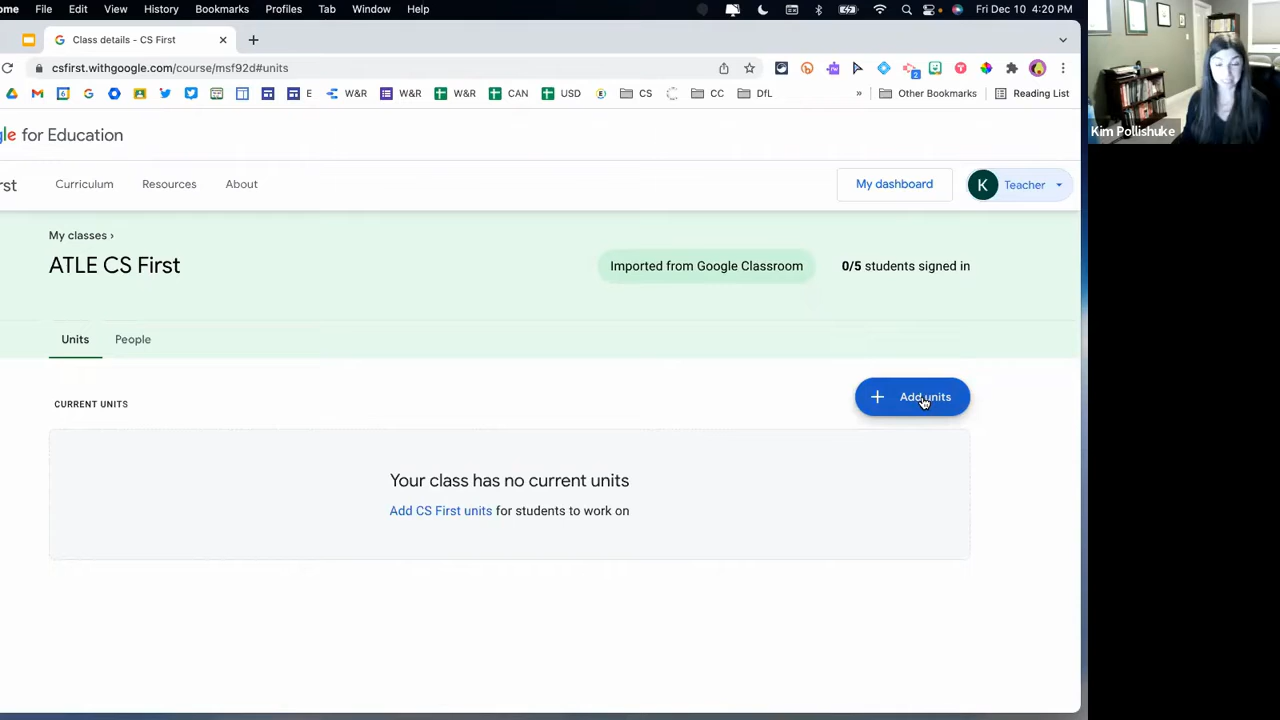 ome File Edit View History Bookmarks Profiles Tab Window Help Fri Dec 10 4:20 PM
Class details - CS First
csfirst.withgoogle.com/course/msf92d#units
W&R W&R W&R CAN USD CS CC DfL » Other Bookmarks Reading List
gle for Education
rst Curriculum Resources About My dashboard K Teacher
My classes ›
ATLE CS First Imported from Google Classroom 0/5 students signed in
Units People
CURRENT UNITS + Add units
Your class has no current units
Add CS First units for students to work on
Kim Pollishuke